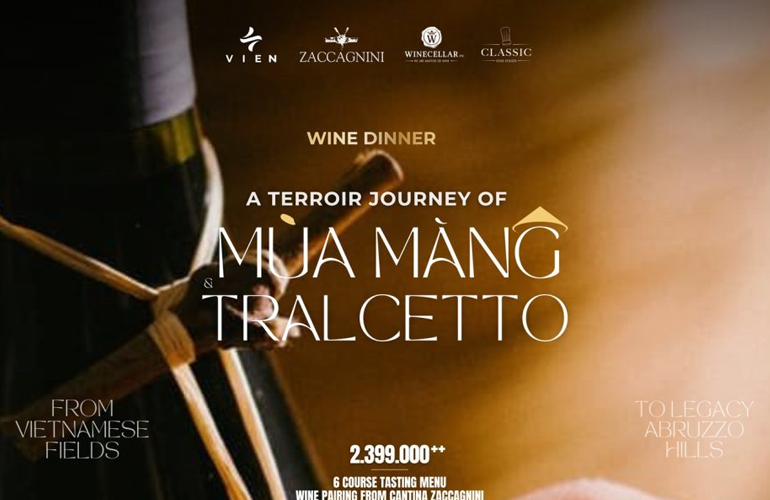 VIEN
ZACCAGNINI
WINECELLAR.vn
CLASSIC
WINE DINNER
A TERROIR JOURNEY OF
MÙA MÀNG
&
TRALCETTO
FROM
VIETNAMESE
FIELDS
TO LEGACY
ABRUZZO
HILLS
2.399.000++
6 COURSE TASTING MENU
WINE PAIRING FROM CANTINA ZACCAGNINI